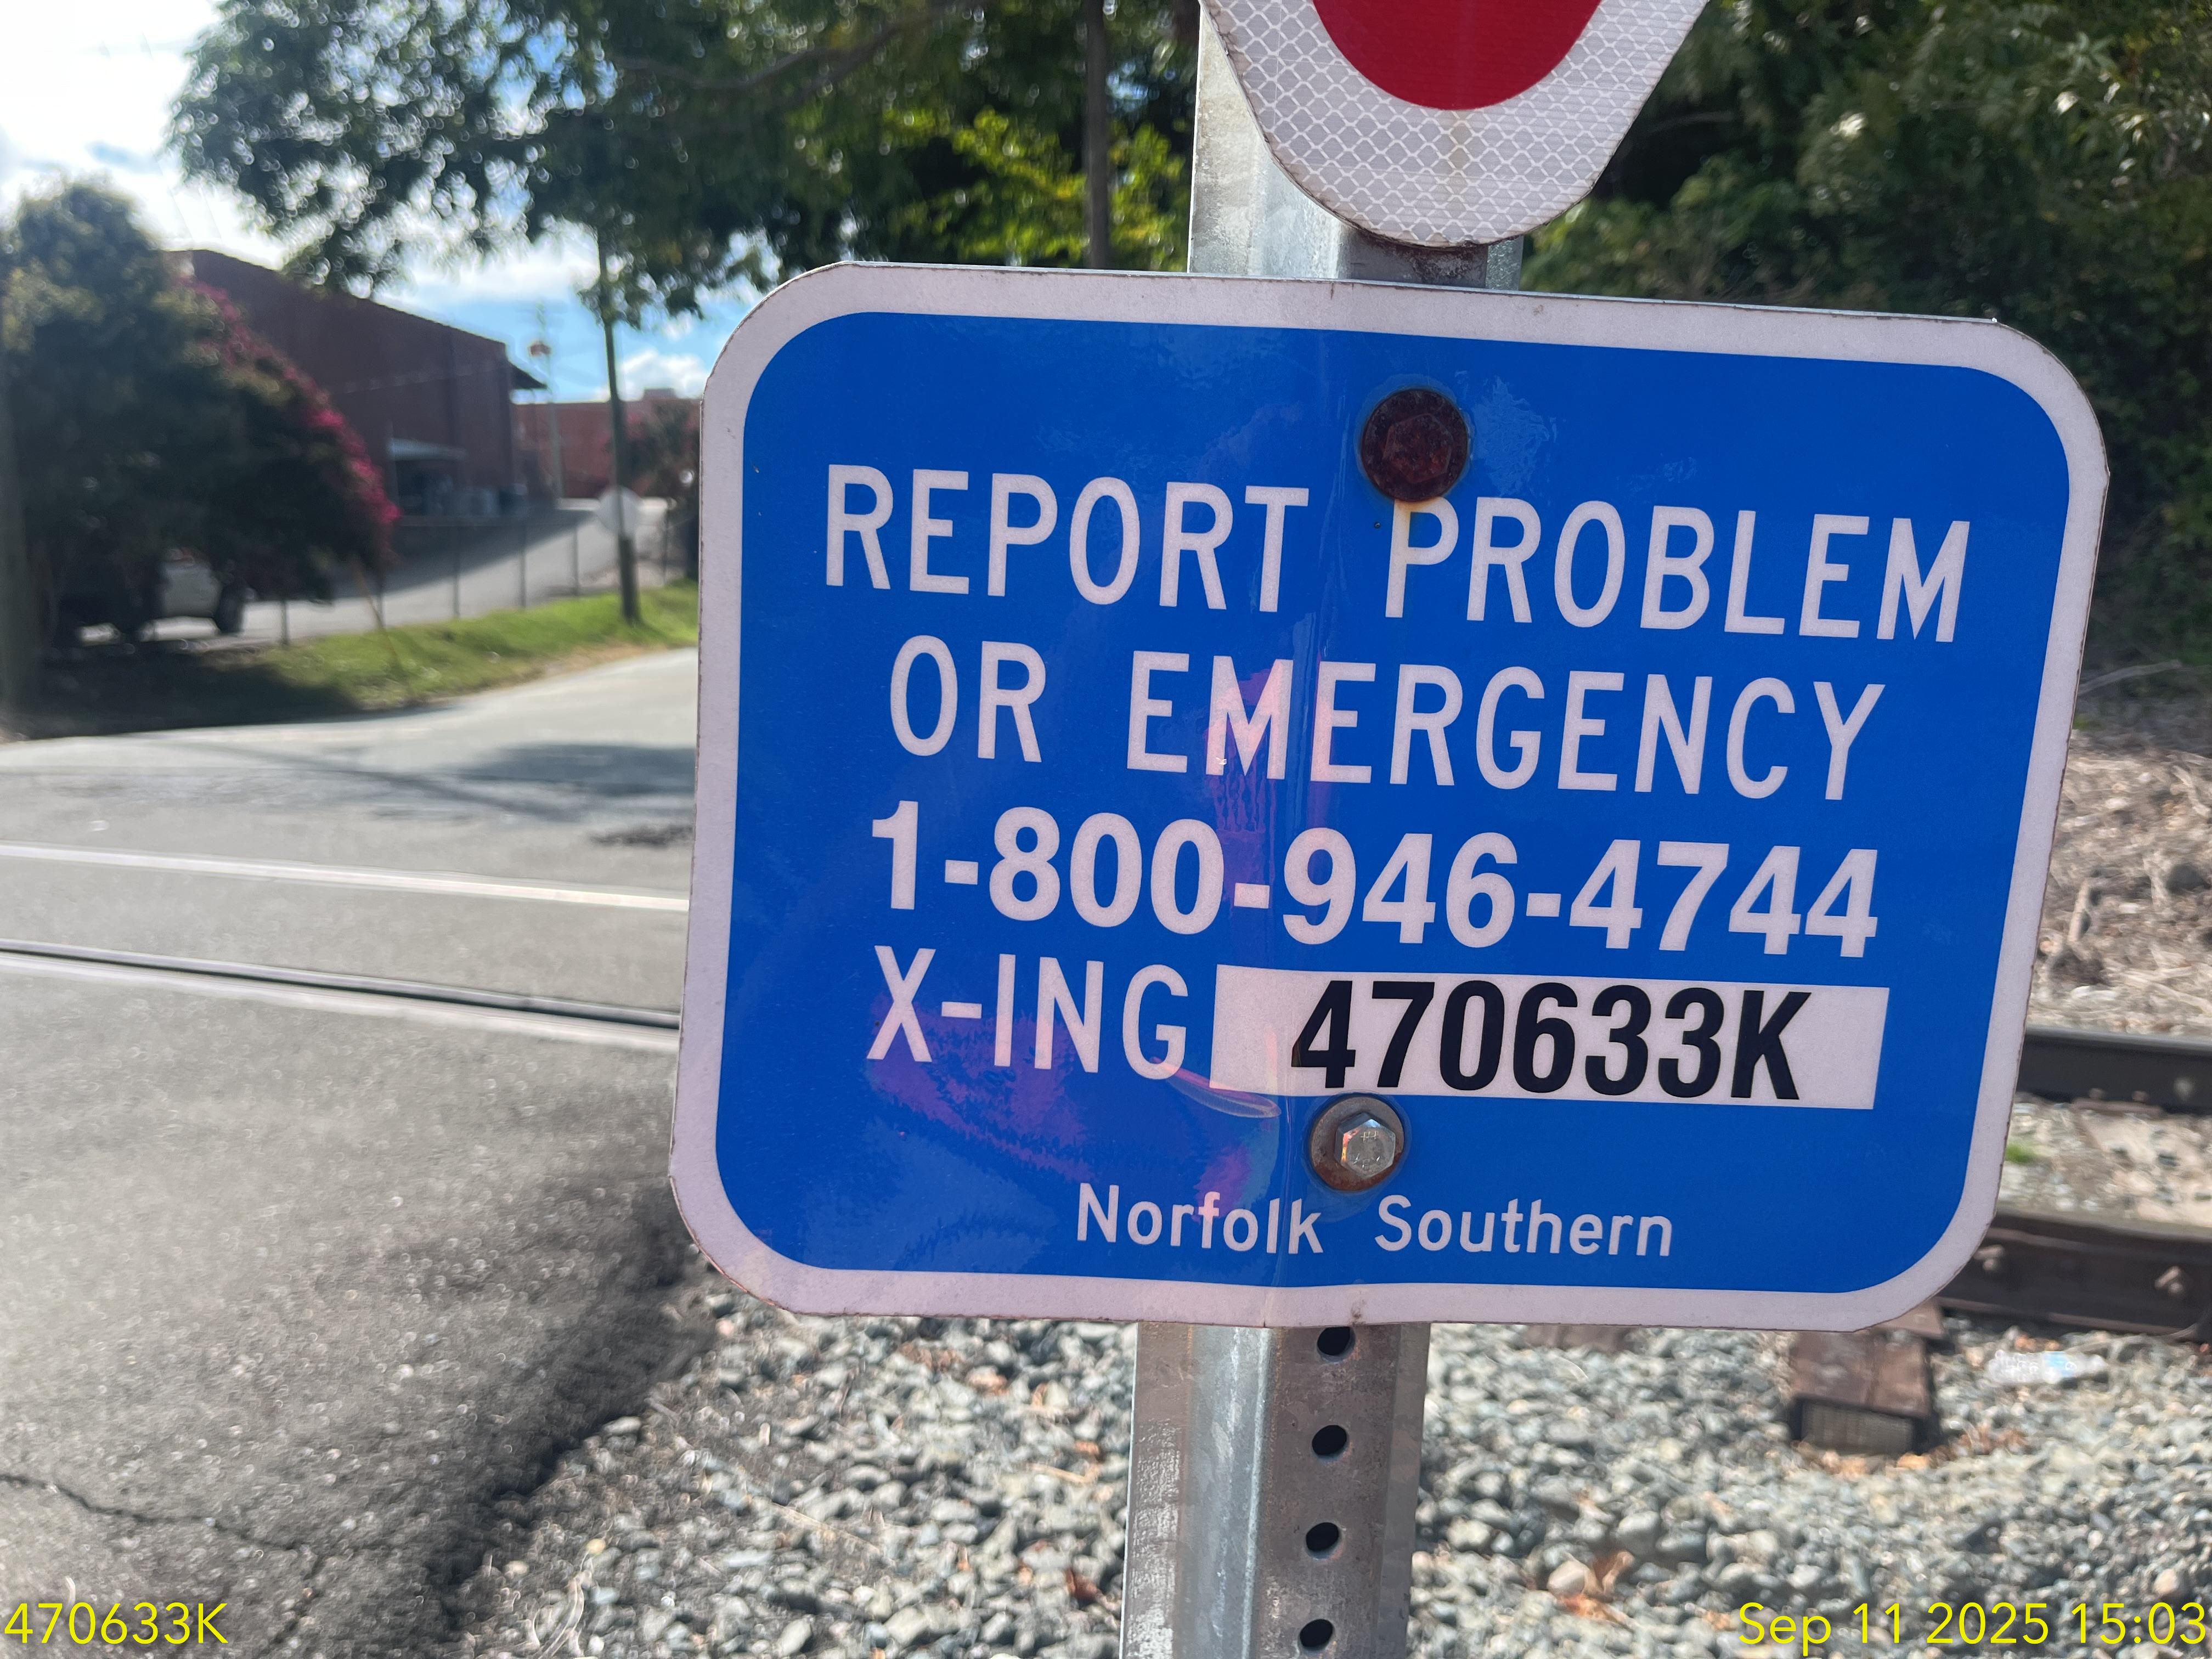 REPORT PROBLEM
OR EMERGENCY
1-800-946-4744
X-ING 470633K
Norfolk Southern
470633K
Sep 11 2025 15:03